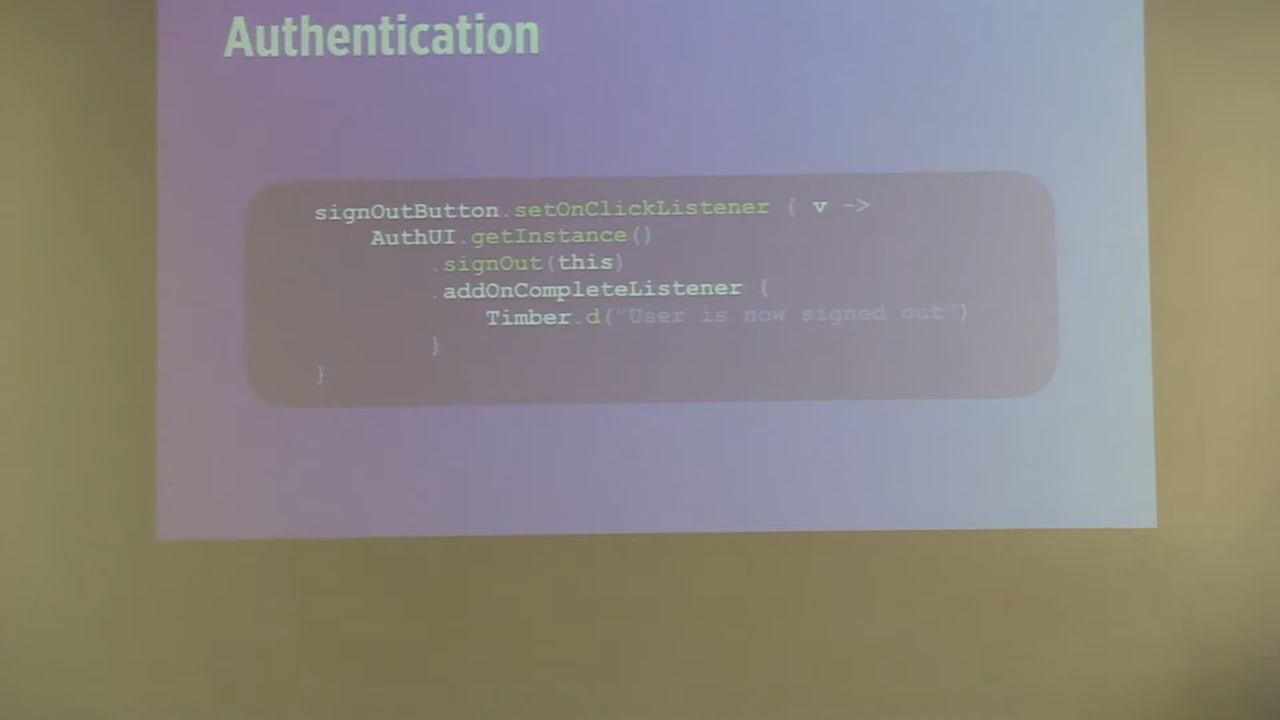 Authentication
signOutButton.setOnClickListener { v ->
AuthUI.getInstance()
.signOut(this)
.addOnCompleteListener {
Timber.d("User is now signed out")
}
}